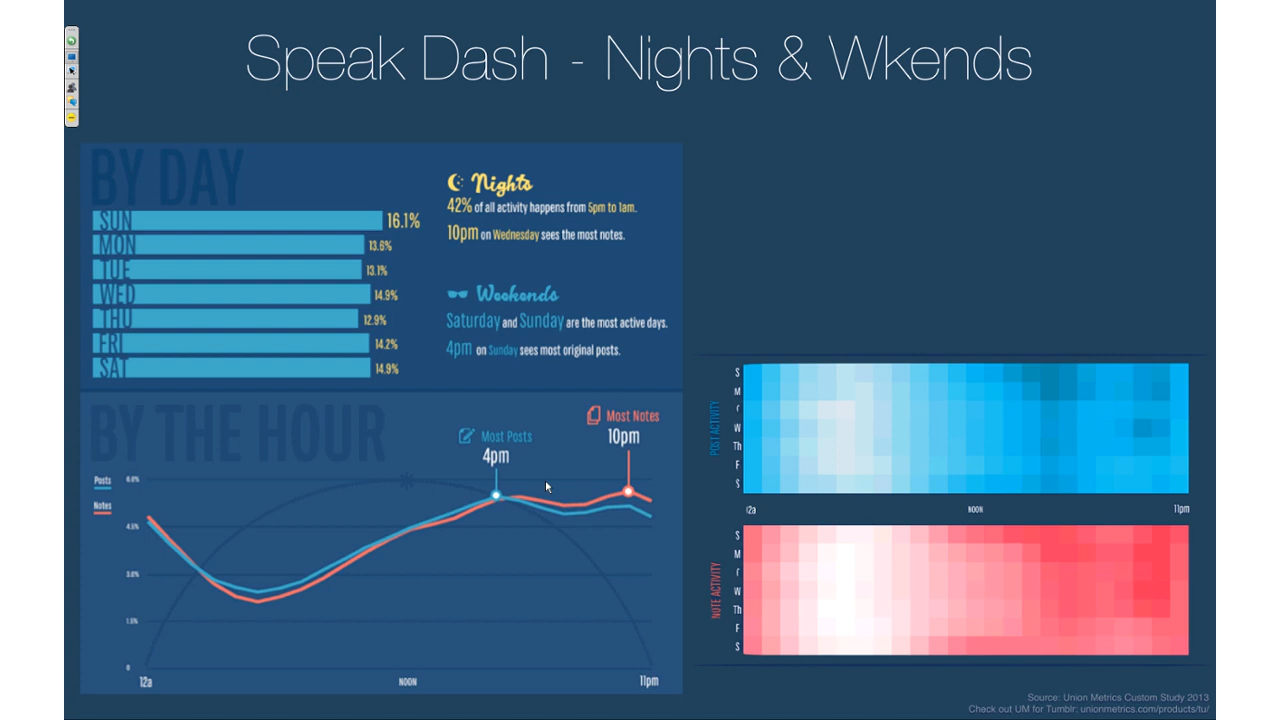 Speak Dash - Nights & Wkends
BY DAY
SUN 16.1%
MON 13.6%
TUE 13.1%
WED 14.9%
THU 12.9%
FRI 14.2%
SAT 14.9%
Nights
42% of all activity happens from 5pm to 1am.
10pm on Wednesday sees the most notes.
Weekends
Saturday and Sunday are the most active days.
4pm on Sunday sees most original posts.
BY THE HOUR
Most Posts
4pm
Most Notes
10pm
Posts
Notes
6.0%
4.5%
3.0%
1.5%
0
12a NOON 11pm
POST ACTIVITY
S
M
T
W
Th
F
S
12a NOON 11pm
NOTE ACTIVITY
S
M
T
W
Th
F
S
Source: Union Metrics Custom Study 2013
Check out UM for Tumblr: unionmetrics.com/products/tu/